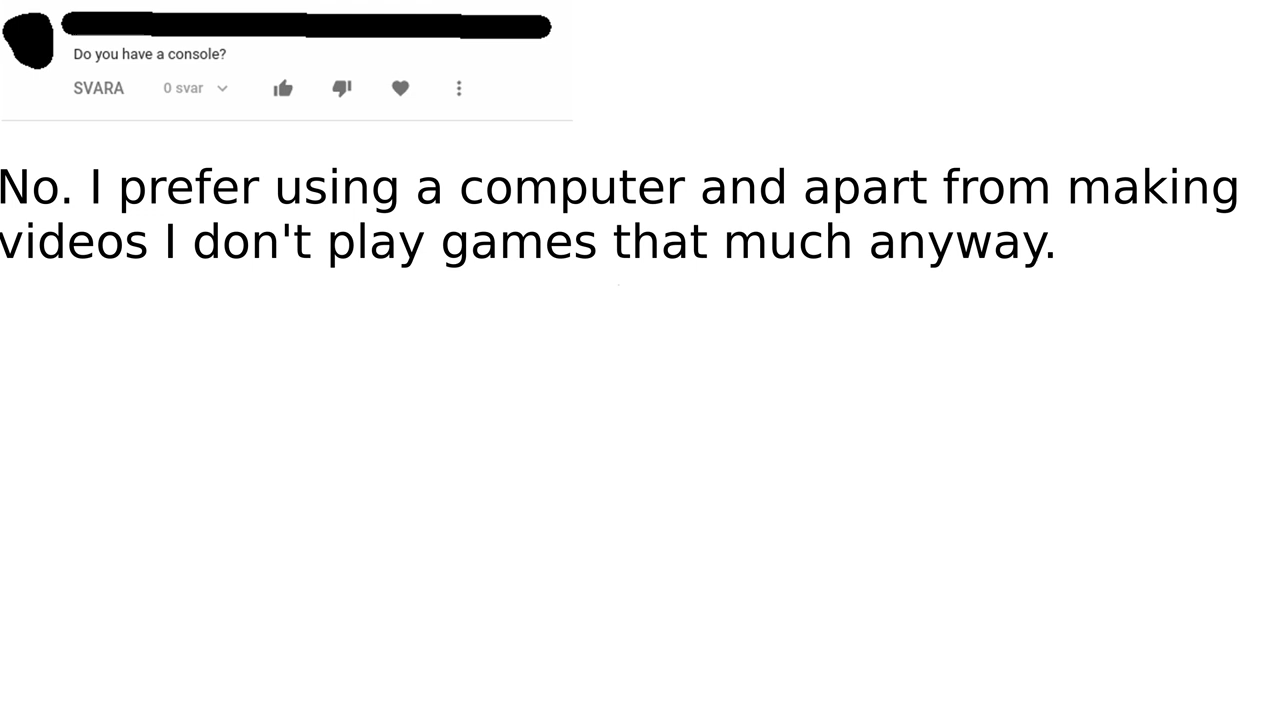 Do you have a console?
SVARA 0 svar
No. I prefer using a computer and apart from making
videos I don't play games that much anyway.